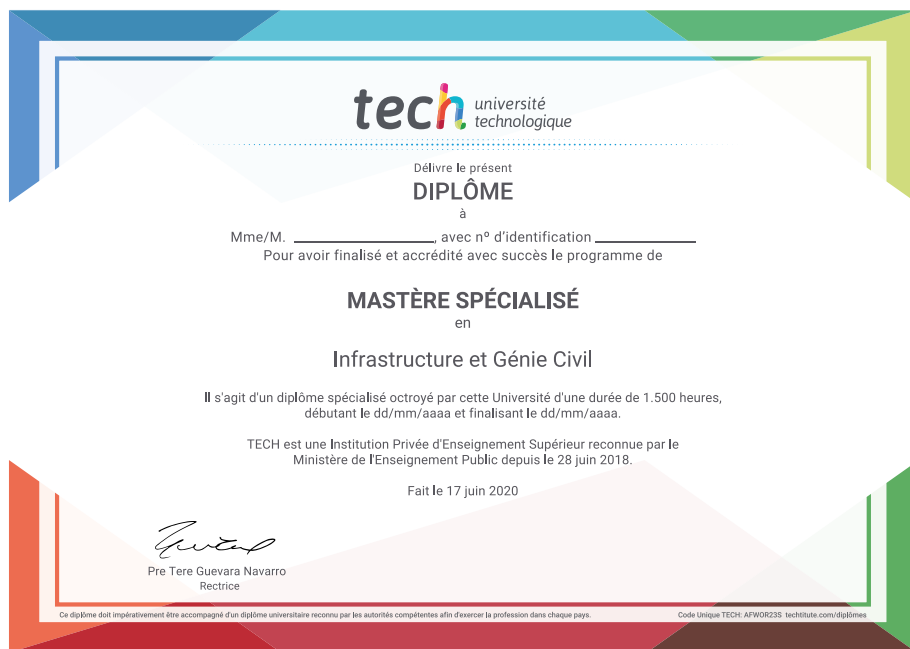 tech université
technologique
Délivre le présent
DIPLÔME
à
Mme/M. ____________, avec nº d'identification ____________
Pour avoir finalisé et accrédité avec succès le programme de
MASTÈRE SPÉCIALISÉ
en
Infrastructure et Génie Civil
Il s'agit d'un diplôme spécialisé octroyé par cette Université d'une durée de 1.500 heures,
débutant le dd/mm/aaaa et finalisant le dd/mm/aaaa.
TECH est une Institution Privée d'Enseignement Supérieur reconnue par le
Ministère de l'Enseignement Public depuis le 28 juin 2018.
Fait le 17 juin 2020
Pre Tere Guevara Navarro
Rectrice
Ce diplôme doit impérativement être accompagné d'un diplôme universitaire reconnu par les autorités compétentes afin d'exercer la profession dans chaque pays.
Code Unique TECH: AFWOR23S techtitute.com/diplômes